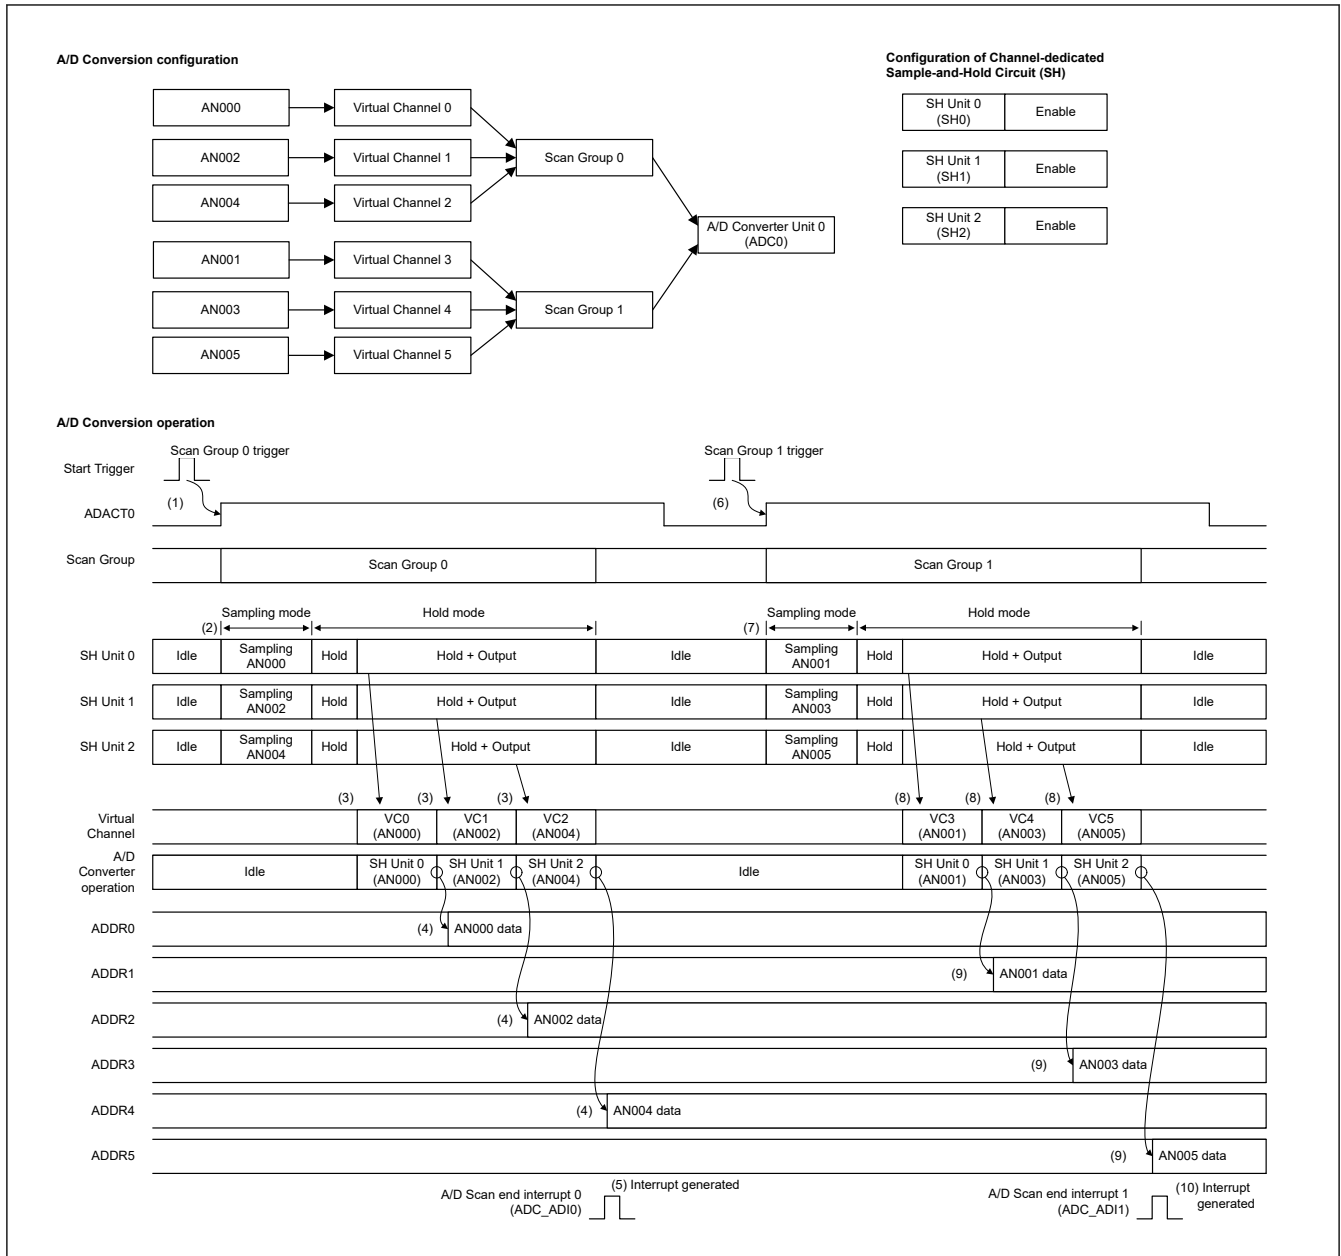 A/D Conversion configuration
Configuration of Channel-dedicated
Sample-and-Hold Circuit (SH)
AN000
Virtual Channel 0
AN002
Virtual Channel 1
Scan Group 0
AN004
Virtual Channel 2
A/D Converter Unit 0
(ADC0)
AN001
Virtual Channel 3
AN003
Virtual Channel 4
Scan Group 1
AN005
Virtual Channel 5
SH Unit 0
(SH0)
Enable
SH Unit 1
(SH1)
Enable
SH Unit 2
(SH2)
Enable
A/D Conversion operation
Scan Group 0 trigger
Scan Group 1 trigger
Start Trigger
(1)
(6)
ADACT0
Scan Group
Scan Group 0
Scan Group 1
Sampling mode
Hold mode
Sampling mode
Hold mode
(2)
(7)
SH Unit 0
Idle
Sampling
AN000
Hold
Hold + Output
Idle
Sampling
AN001
Hold
Hold + Output
Idle
SH Unit 1
Idle
Sampling
AN002
Hold
Hold + Output
Idle
Sampling
AN003
Hold
Hold + Output
Idle
SH Unit 2
Idle
Sampling
AN004
Hold
Hold + Output
Idle
Sampling
AN005
Hold
Hold + Output
Idle
(3)
(3)
(3)
(8)
(8)
(8)
Virtual
Channel
VC0
(AN000)
VC1
(AN002)
VC2
(AN004)
VC3
(AN001)
VC4
(AN003)
VC5
(AN005)
A/D
Converter
operation
Idle
SH Unit 0
(AN000)
SH Unit 1
(AN002)
SH Unit 2
(AN004)
Idle
SH Unit 0
(AN001)
SH Unit 1
(AN003)
SH Unit 2
(AN005)
ADDR0
(4)
AN000 data
ADDR1
(9)
AN001 data
ADDR2
(4)
AN002 data
ADDR3
(9)
AN003 data
ADDR4
(4)
AN004 data
ADDR5
(9)
AN005 data
A/D Scan end interrupt 0
(ADC_ADI0)
(5) Interrupt generated
A/D Scan end interrupt 1
(ADC_ADI1)
(10) Interrupt
generated